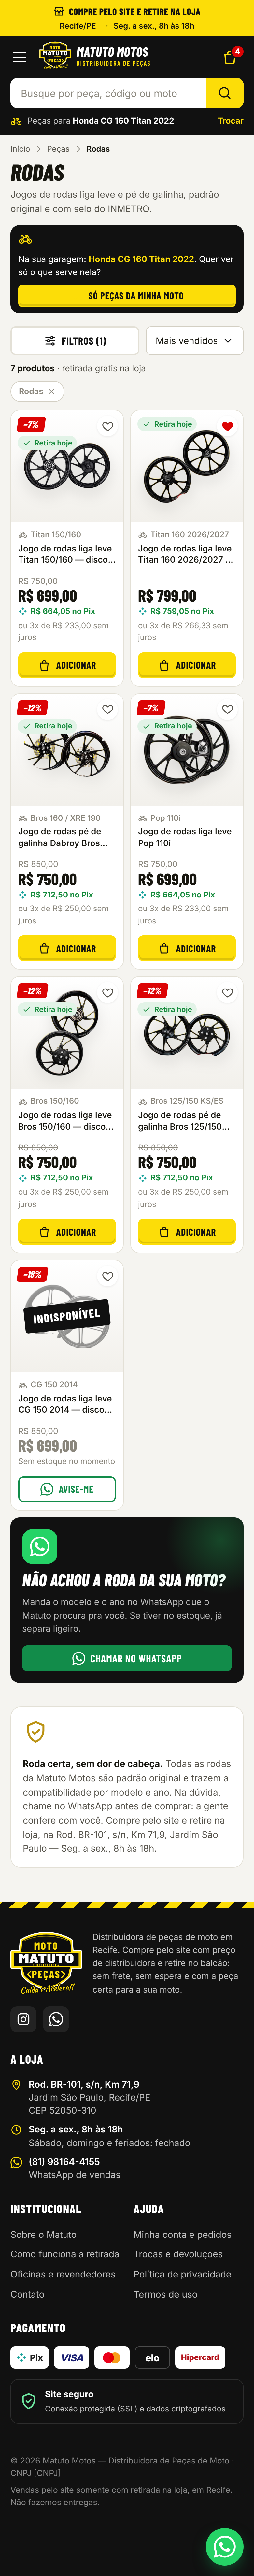 COMPRE PELO SITE E RETIRE NA LOJA
Recife/PE · Seg. a sex., 8h às 18h
MOTO
MATUTO
PEÇAS
MATUTO MOTOS
DISTRIBUIDORA DE PEÇAS
4
Busque por peça, código ou moto
Peças para Honda CG 160 Titan 2022
Trocar
Início > Peças > Rodas
RODAS
Jogos de rodas liga leve e pé de galinha, padrão
original e com selo do INMETRO.
Na sua garagem: Honda CG 160 Titan 2022. Quer ver
só o que serve nela?
SÓ PEÇAS DA MINHA MOTO
FILTROS (1)
Mais vendidos
7 produtos · retirada grátis na loja
Rodas ×
-7%
Retira hoje
Titan 150/160
Jogo de rodas liga leve
Titan 150/160 — disco...
R$ 750,00
R$ 699,00
R$ 664,05 no Pix
ou 3x de R$ 233,00 sem
juros
ADICIONAR
Retira hoje
Titan 160 2026/2027
Jogo de rodas liga leve
Titan 160 2026/2027 ...
R$ 799,00
R$ 759,05 no Pix
ou 3x de R$ 266,33 sem
juros
ADICIONAR
-12%
Retira hoje
Bros 160 / XRE 190
Jogo de rodas pé de
galinha Dabroy Bros...
R$ 850,00
R$ 750,00
R$ 712,50 no Pix
ou 3x de R$ 250,00 sem
juros
ADICIONAR
-7%
Retira hoje
Pop 110i
Jogo de rodas liga leve
Pop 110i
R$ 750,00
R$ 699,00
R$ 664,05 no Pix
ou 3x de R$ 233,00 sem
juros
ADICIONAR
-12%
Retira hoje
Bros 150/160
Jogo de rodas liga leve
Bros 150/160 — disco...
R$ 850,00
R$ 750,00
R$ 712,50 no Pix
ou 3x de R$ 250,00 sem
juros
ADICIONAR
-12%
Retira hoje
Bros 125/150 KS/ES
Jogo de rodas pé de
galinha Bros 125/150...
R$ 850,00
R$ 750,00
R$ 712,50 no Pix
ou 3x de R$ 250,00 sem
juros
ADICIONAR
-18%
INDISPONÍVEL
CG 150 2014
Jogo de rodas liga leve
CG 150 2014 — disco...
R$ 850,00
R$ 699,00
Sem estoque no momento
AVISE-ME
NÃO ACHOU A RODA DA SUA MOTO?
Manda o modelo e o ano no WhatsApp que o
Matuto procura pra você. Se tiver no estoque, já
separa ligeiro.
CHAMAR NO WHATSAPP
Roda certa, sem dor de cabeça. Todas as rodas
da Matuto Motos são padrão original e trazem a
compatibilidade por modelo e ano. Na dúvida,
chame no WhatsApp antes de comprar: a gente
confere com você. Compre pelo site e retire na
loja, na Rod. BR-101, s/n, Km 71,9, Jardim São
Paulo — Seg. a sex., 8h às 18h.
MOTO
MATUTO
PEÇAS
Cuida e Acelera!!
Distribuidora de peças de moto em
Recife. Compre pelo site com preço
de distribuidora e retire no balcão:
sem frete, sem espera e com a peça
certa para a sua moto.
A LOJA
Rod. BR-101, s/n, Km 71,9
Jardim São Paulo, Recife/PE
CEP 52050-310
Seg. a sex., 8h às 18h
Sábado, domingo e feriados: fechado
(81) 98164-4155
WhatsApp de vendas
INSTITUCIONAL
Sobre o Matuto
Como funciona a retirada
Oficinas e revendedores
Contato
AJUDA
Minha conta e pedidos
Trocas e devoluções
Política de privacidade
Termos de uso
PAGAMENTO
Pix
VISA
elo
Hipercard
Site seguro
Conexão protegida (SSL) e dados criptografados
© 2026 Matuto Motos — Distribuidora de Peças de Moto ·
CNPJ [CNPJ]
Vendas pelo site somente com retirada na loja, em Recife.
Não fazemos entregas.